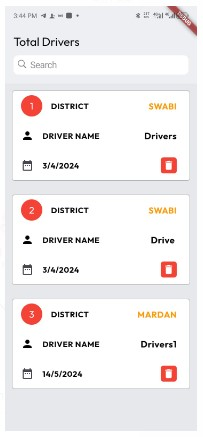 3:44 PM
Total Drivers
Search
1 DISTRICT SWABI
DRIVER NAME Drivers
3/4/2024
2 DISTRICT SWABI
DRIVER NAME Drive
3/4/2024
3 DISTRICT MARDAN
DRIVER NAME Drivers1
14/5/2024